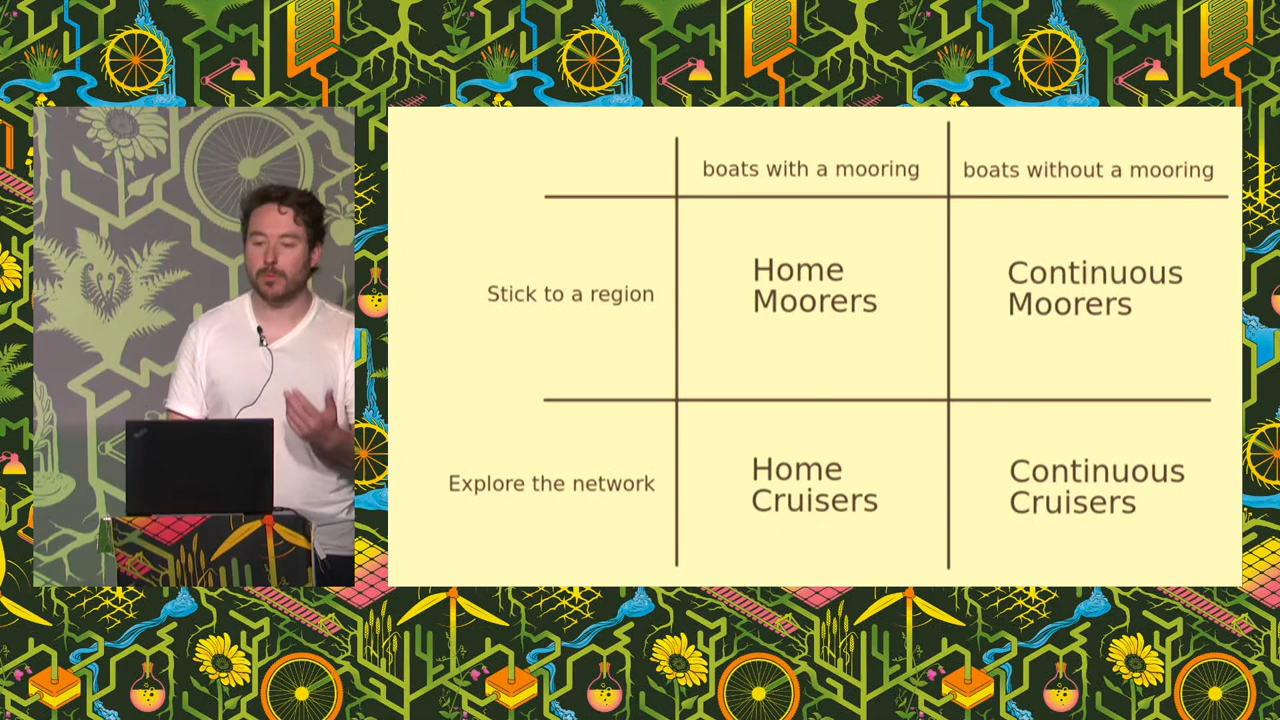 boats with a mooring
boats without a mooring
Stick to a region
Home
Moorers
Continuous
Moorers
Explore the network
Home
Cruisers
Continuous
Cruisers